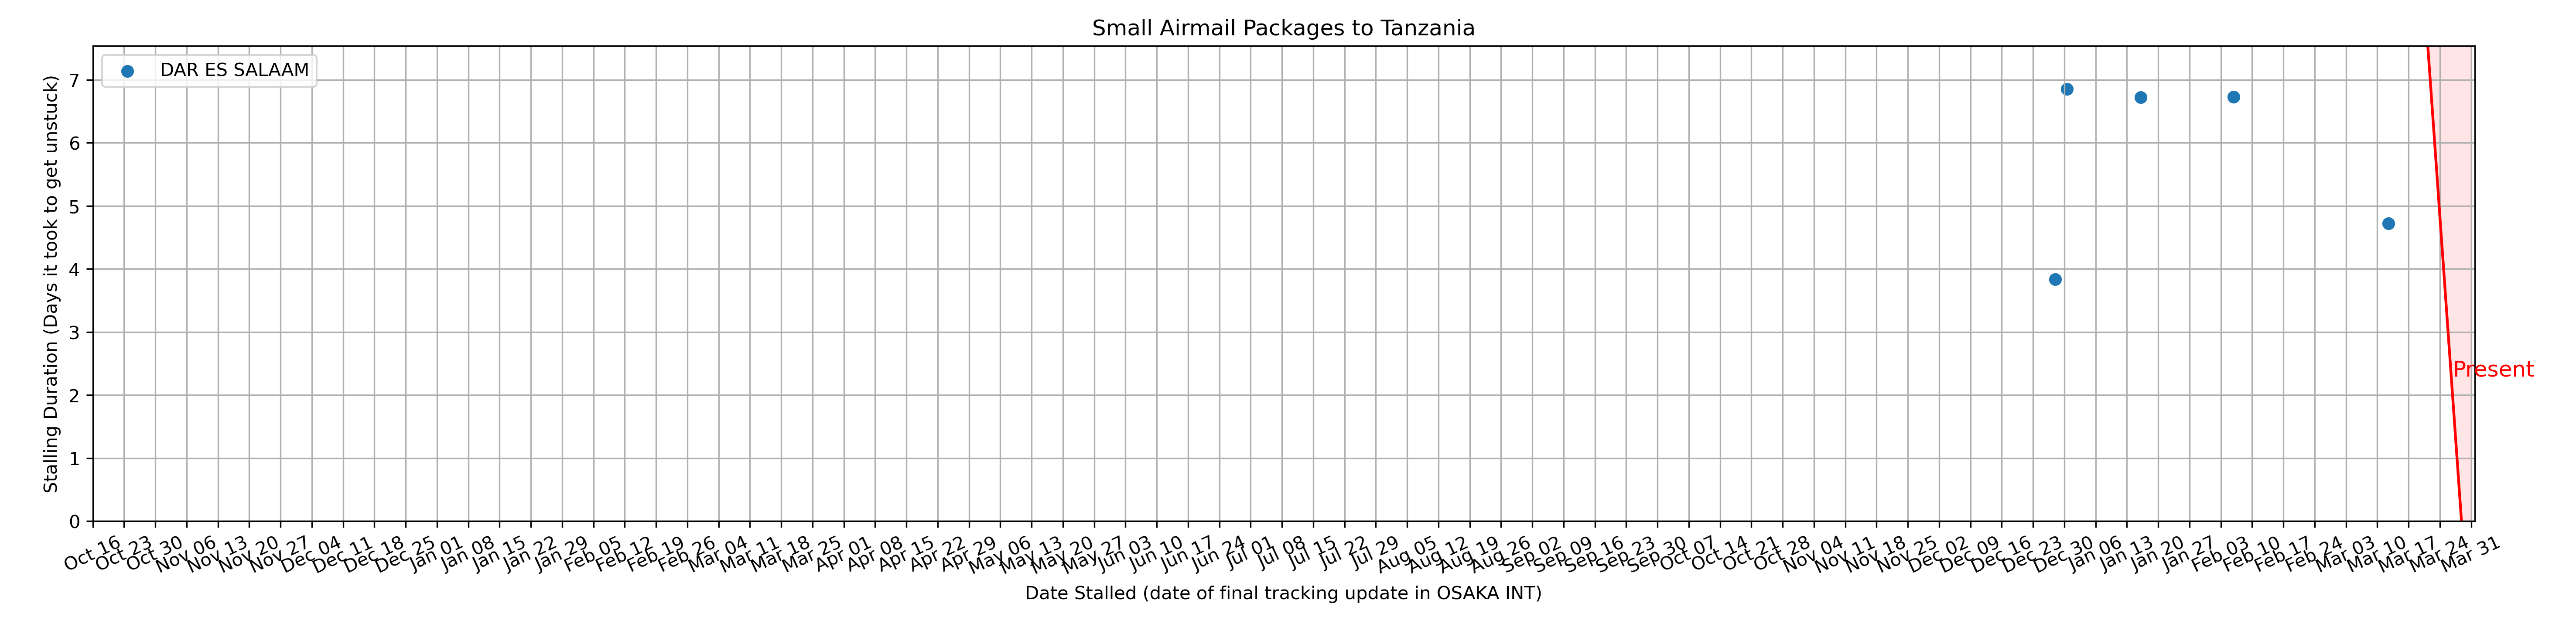 Small Airmail Packages to Tanzania
DAR ES SALAAM
Stalling Duration (Days it took to get unstuck)
7
6
5
4
3
2
1
0
Present
Oct 16
Oct 23
Oct 30
Nov 06
Nov 13
Nov 20
Nov 27
Dec 04
Dec 11
Dec 18
Dec 25
Jan 01
Jan 08
Jan 15
Jan 22
Jan 29
Feb 05
Feb 12
Feb 19
Feb 26
Mar 04
Mar 11
Mar 18
Mar 25
Apr 01
Apr 08
Apr 15
Apr 22
Apr 29
May 06
May 13
May 20
May 27
Jun 03
Jun 10
Jun 17
Jun 24
Jul 01
Jul 08
Jul 15
Jul 22
Jul 29
Aug 05
Aug 12
Aug 19
Aug 26
Sep 02
Sep 09
Sep 16
Sep 23
Sep 30
Oct 07
Oct 14
Oct 21
Oct 28
Nov 04
Nov 11
Nov 18
Nov 25
Dec 02
Dec 09
Dec 16
Dec 23
Dec 30
Jan 06
Jan 13
Jan 20
Jan 27
Feb 03
Feb 10
Feb 17
Feb 24
Mar 03
Mar 10
Mar 17
Mar 24
Mar 31
Date Stalled (date of final tracking update in OSAKA INT)